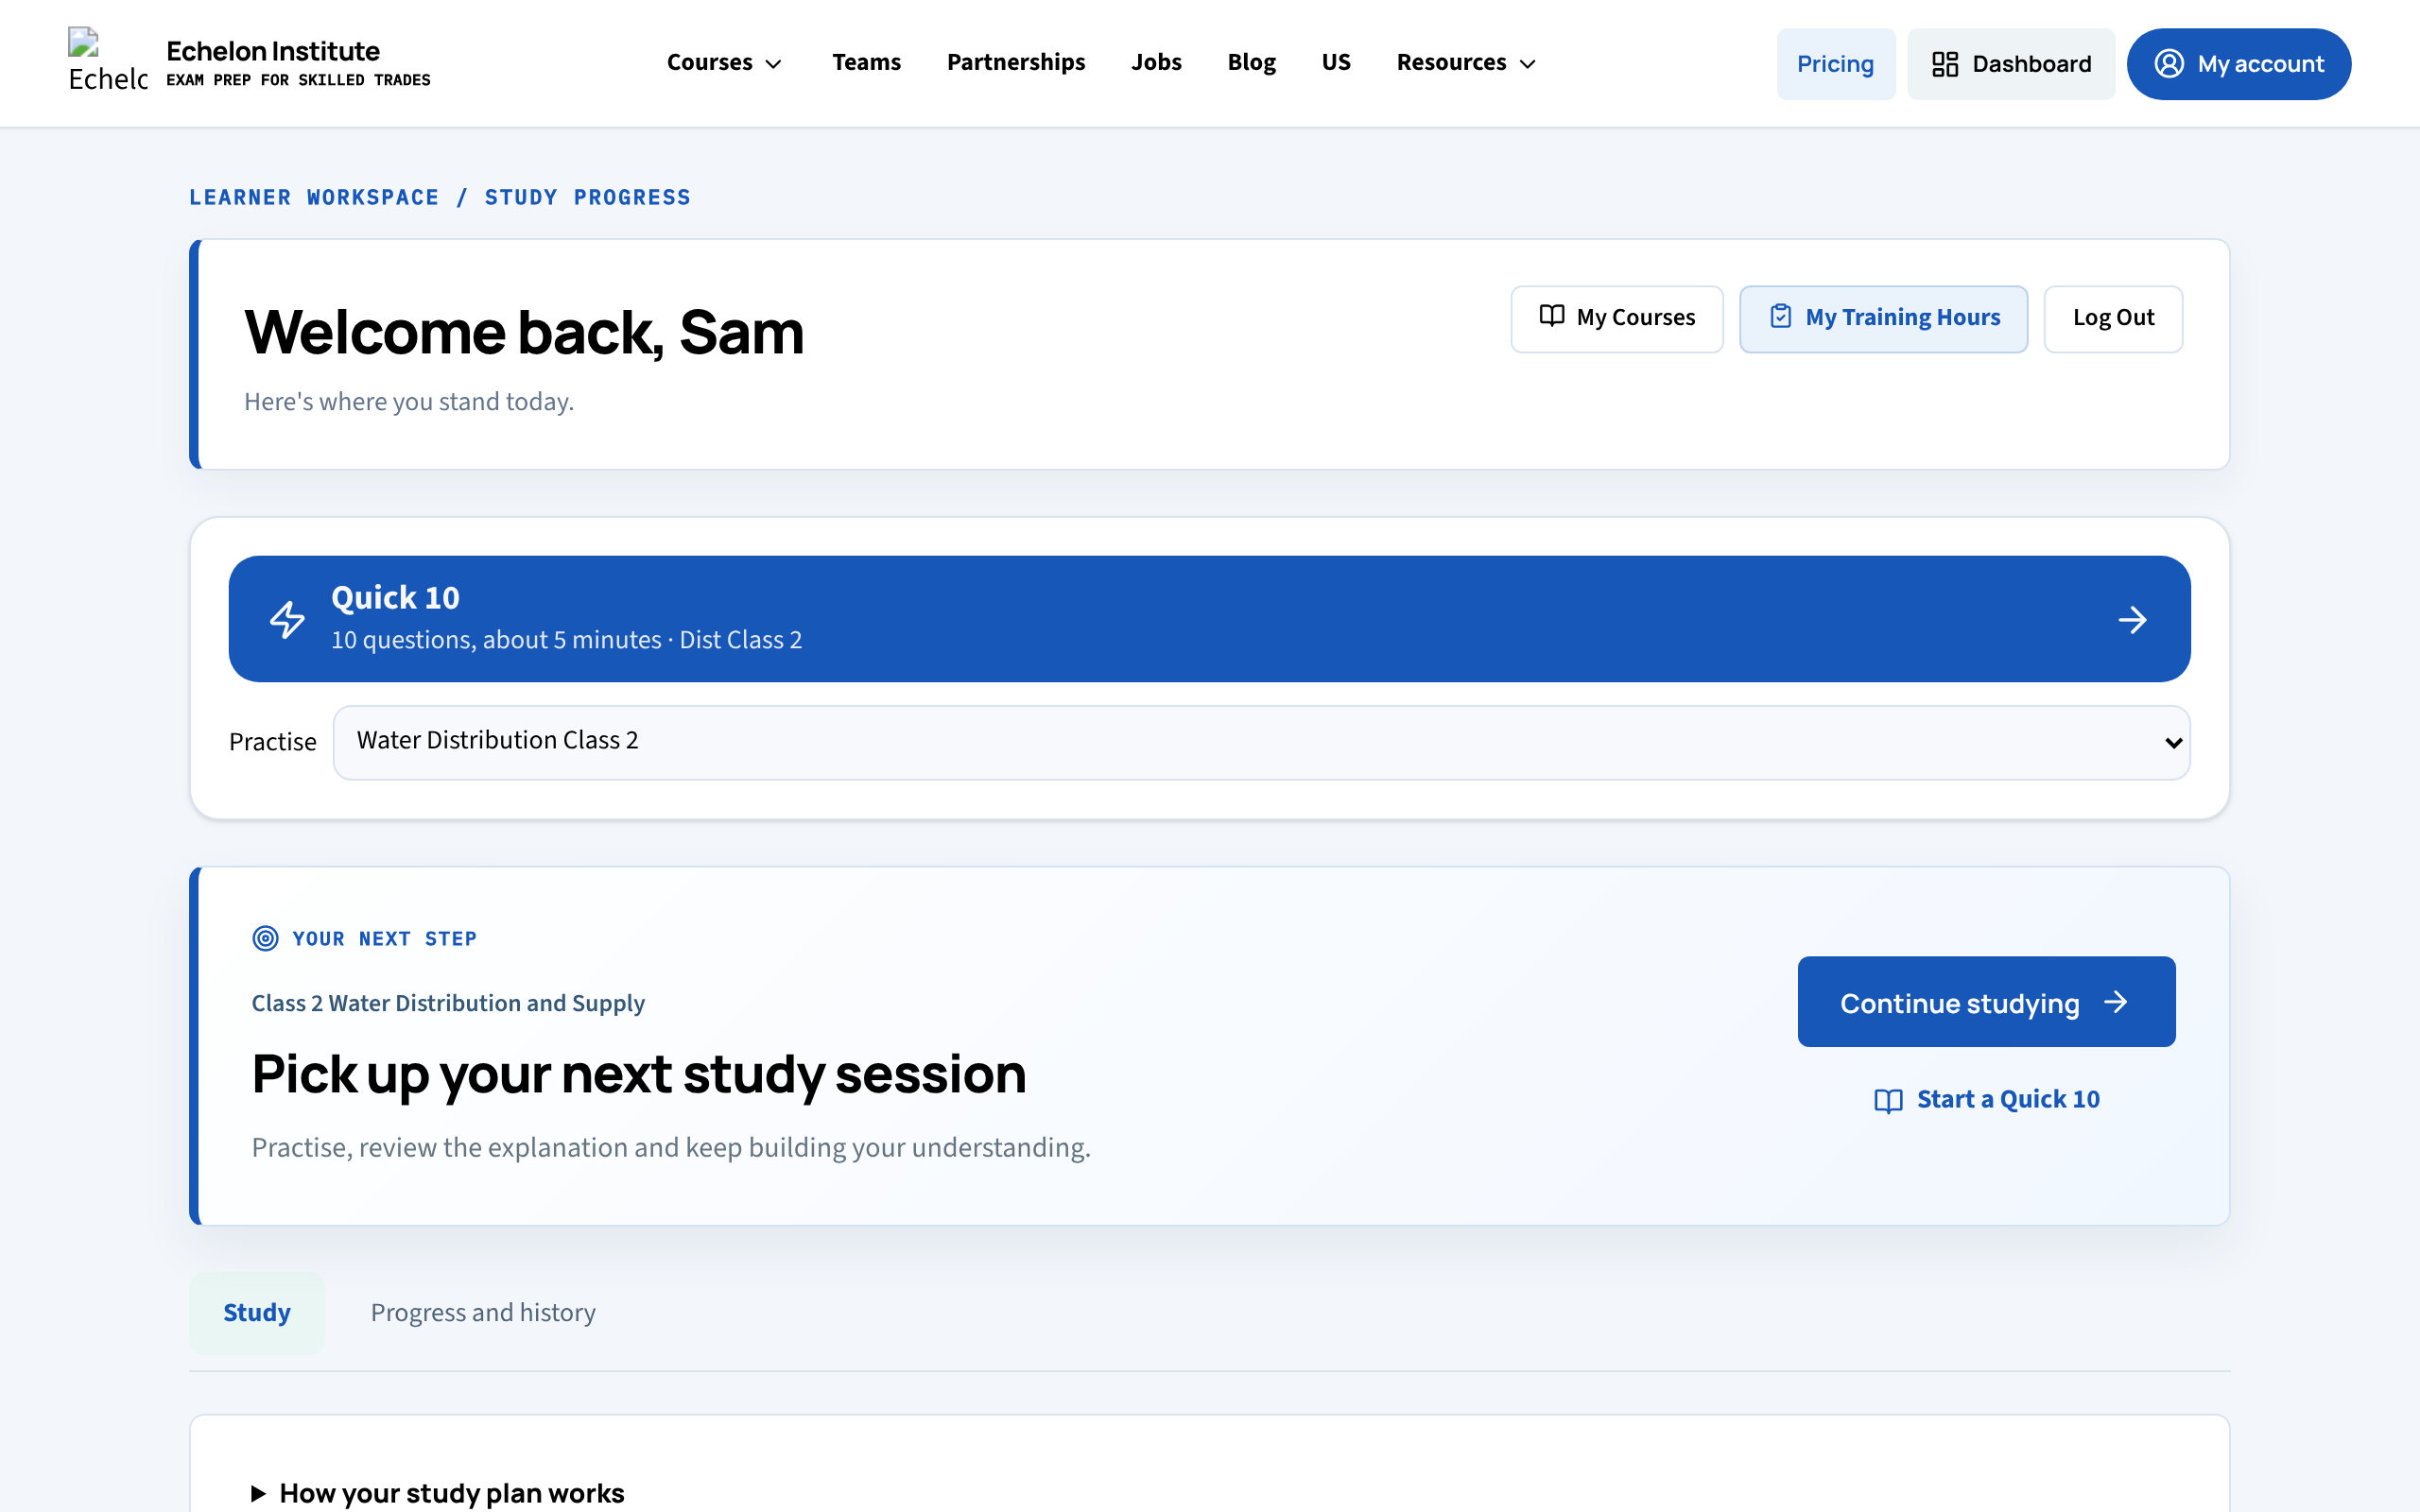 Echelon Institute
EXAM PREP FOR SKILLED TRADES
Echelc
Courses
Teams
Partnerships
Jobs
Blog
US
Resources
Pricing
Dashboard
My account
LEARNER WORKSPACE / STUDY PROGRESS
Welcome back, Sam
Here's where you stand today.
My Courses
My Training Hours
Log Out
Quick 10
10 questions, about 5 minutes · Dist Class 2
Practise
Water Distribution Class 2
YOUR NEXT STEP
Class 2 Water Distribution and Supply
Pick up your next study session
Practise, review the explanation and keep building your understanding.
Continue studying
Start a Quick 10
Study
Progress and history
How your study plan works